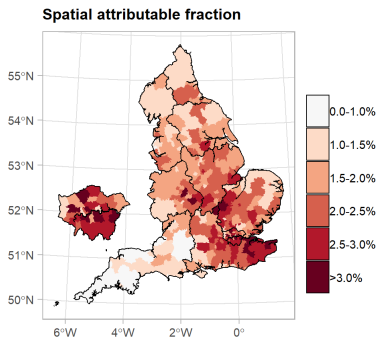 Spatial attributable fraction
55°N
54°N
53°N
52°N
51°N
50°N
6°W
4°W
2°W
0°
0.0-1.0%
1.0-1.5%
1.5-2.0%
2.0-2.5%
2.5-3.0%
>3.0%